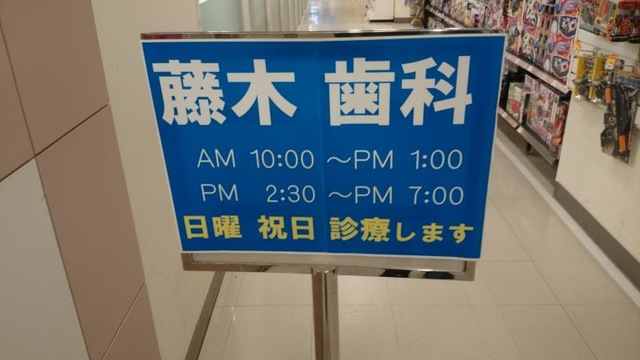 藤木 歯科
AM 10:00 ～PM 1:00
PM 2:30 ～PM 7:00
日曜 祝日 診療します